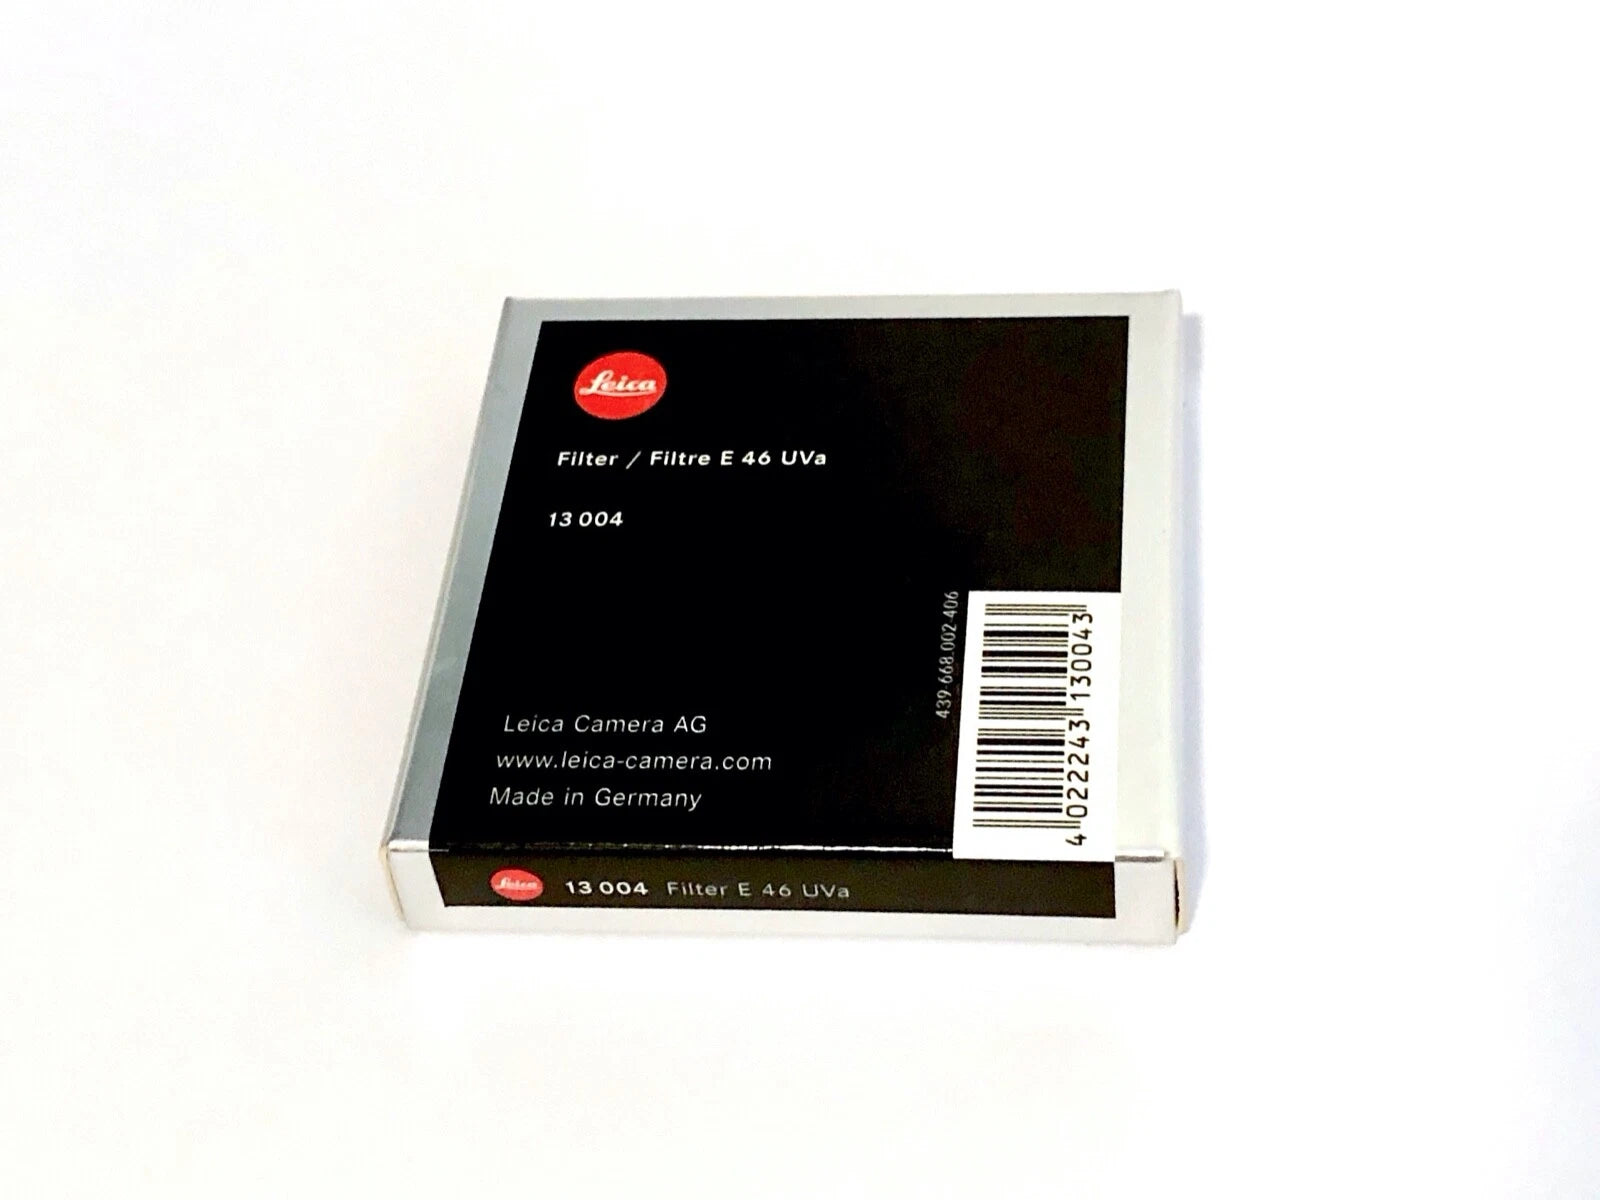 Leica
Filter / Filtre E 46 UVa
13 004
439-668.002-406
4 022243 130043
Leica Camera AG
www.leica-camera.com
Made in Germany
Leica 13 004 Filter E 46 UVa